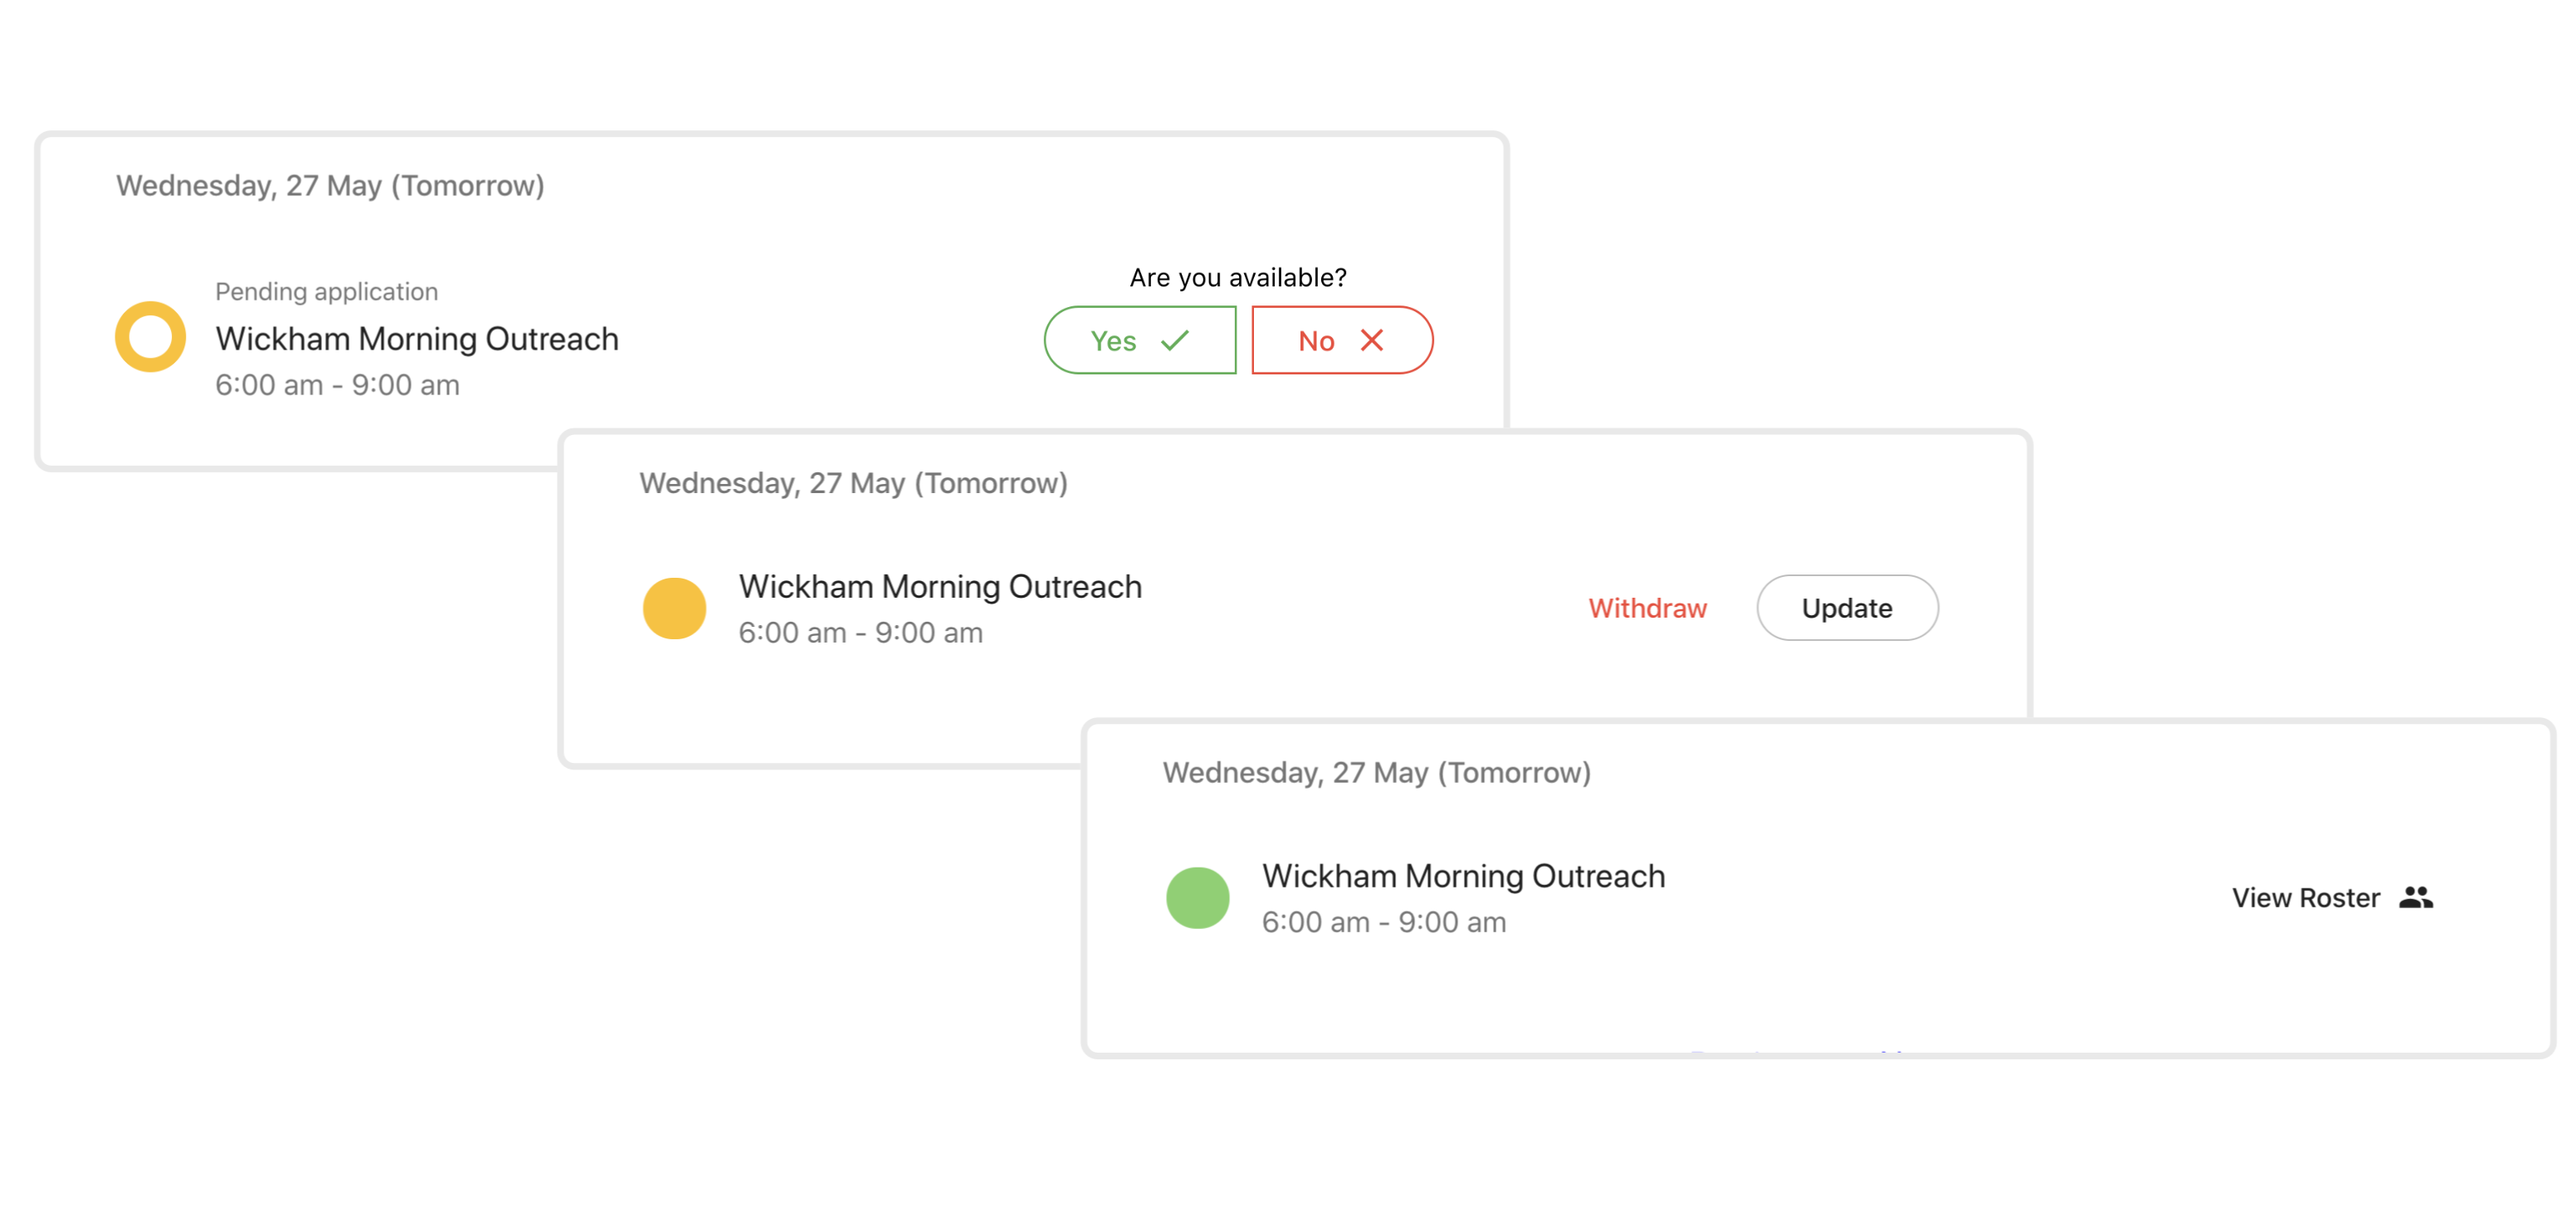 Wednesday, 27 May (Tomorrow)
Pending application
Wickham Morning Outreach
6:00 am - 9:00 am
Are you available?
Yes
No
Wednesday, 27 May (Tomorrow)
Wickham Morning Outreach
6:00 am - 9:00 am
Withdraw
Update
Wednesday, 27 May (Tomorrow)
Wickham Morning Outreach
6:00 am - 9:00 am
View Roster